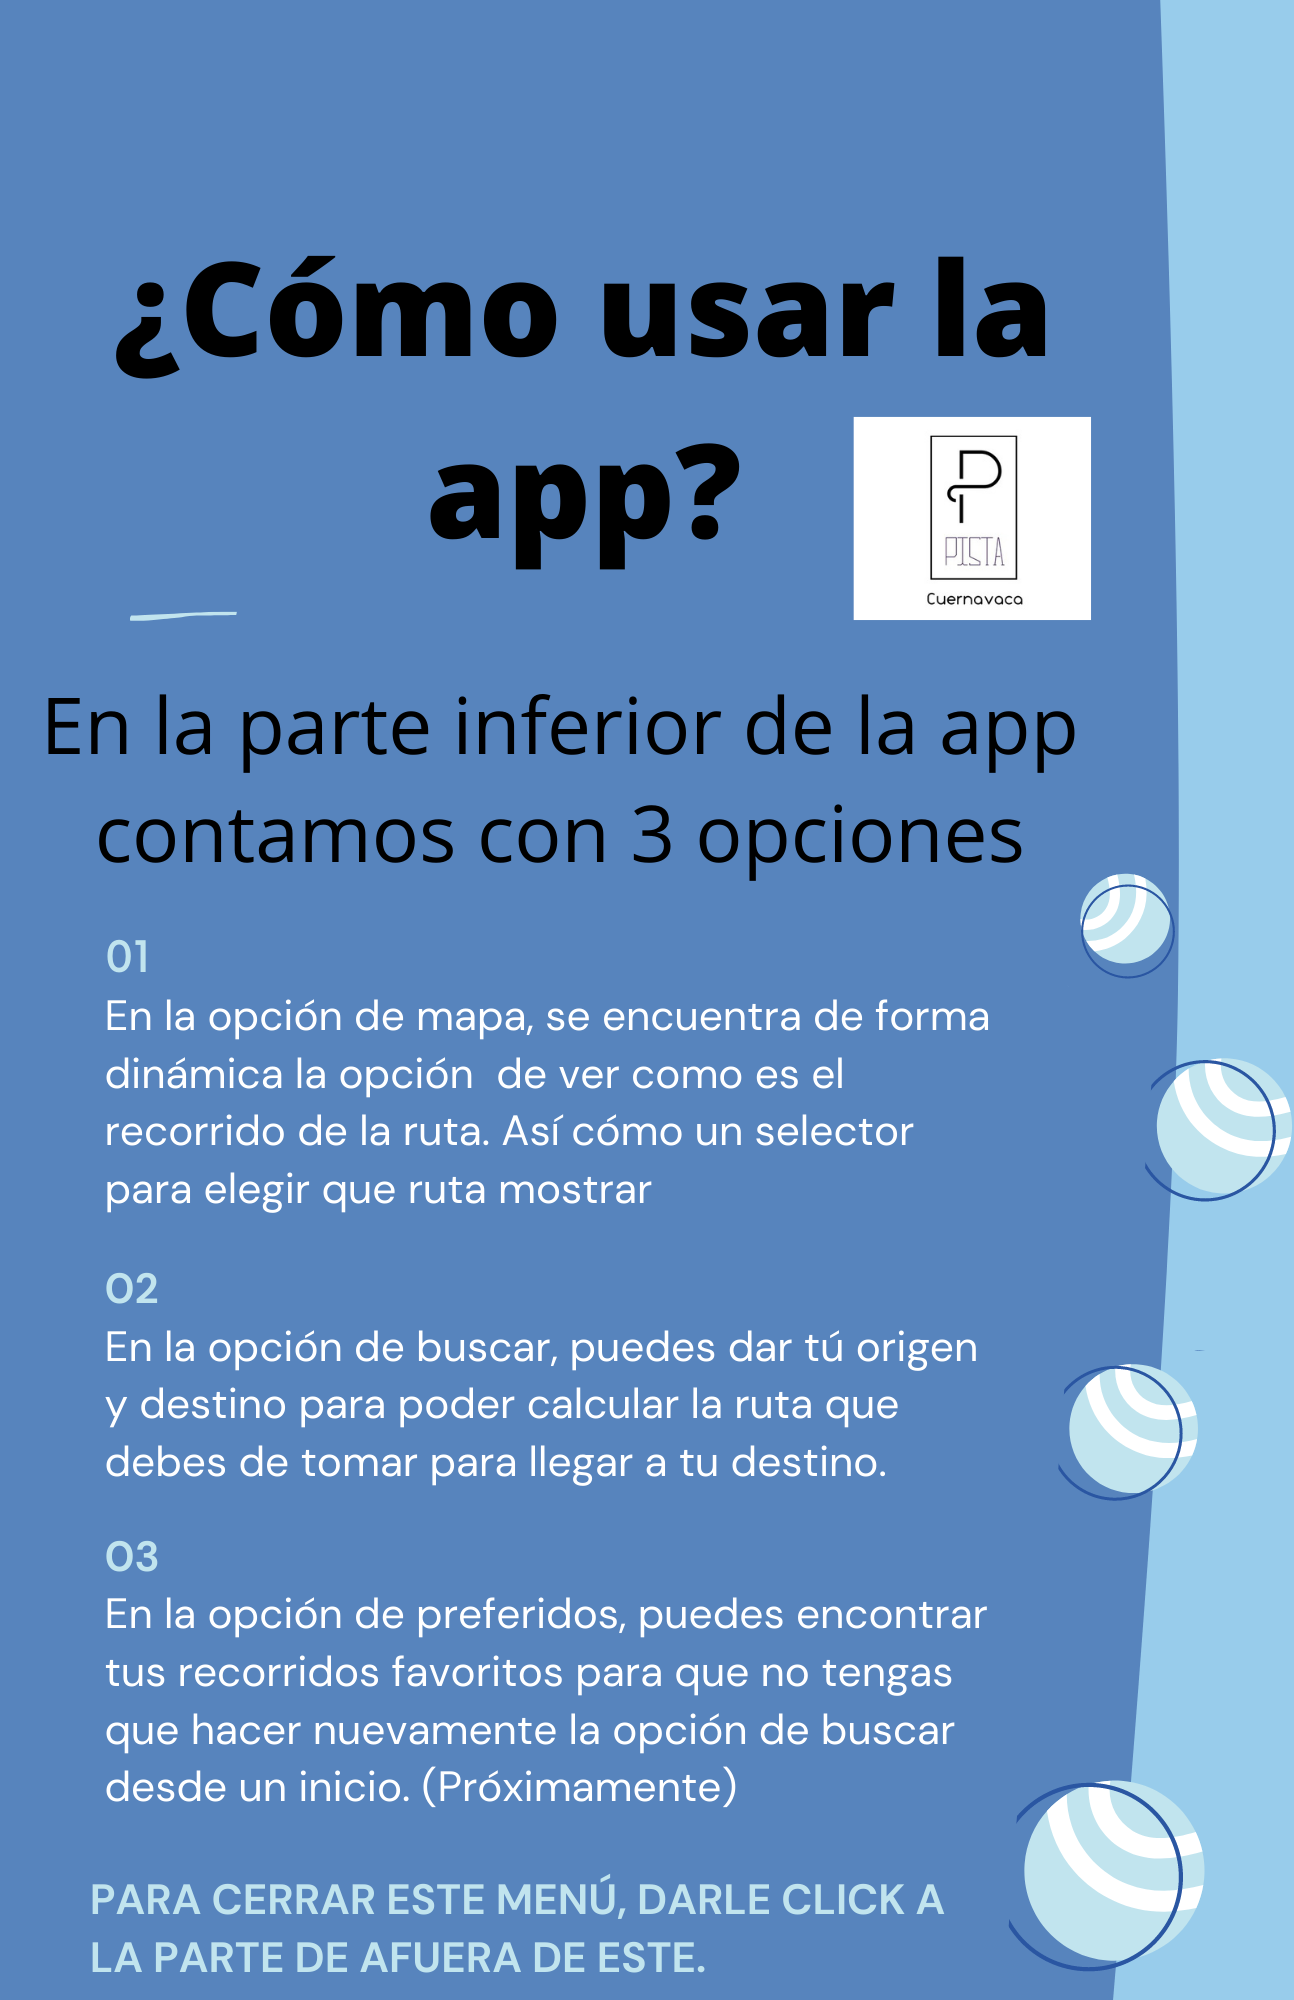 ¿Cómo usar la
app?
P
PISTA
Cuernavaca
En la parte inferior de la app
contamos con 3 opciones
01
En la opción de mapa, se encuentra de forma
dinámica la opción  de ver como es el
recorrido de la ruta. Así cómo un selector
para elegir que ruta mostrar
02
En la opción de buscar, puedes dar tú origen
y destino para poder calcular la ruta que
debes de tomar para llegar a tu destino.
03
En la opción de preferidos, puedes encontrar
tus recorridos favoritos para que no tengas
que hacer nuevamente la opción de buscar
desde un inicio. (Próximamente)
PARA CERRAR ESTE MENÚ, DARLE CLICK A
LA PARTE DE AFUERA DE ESTE.